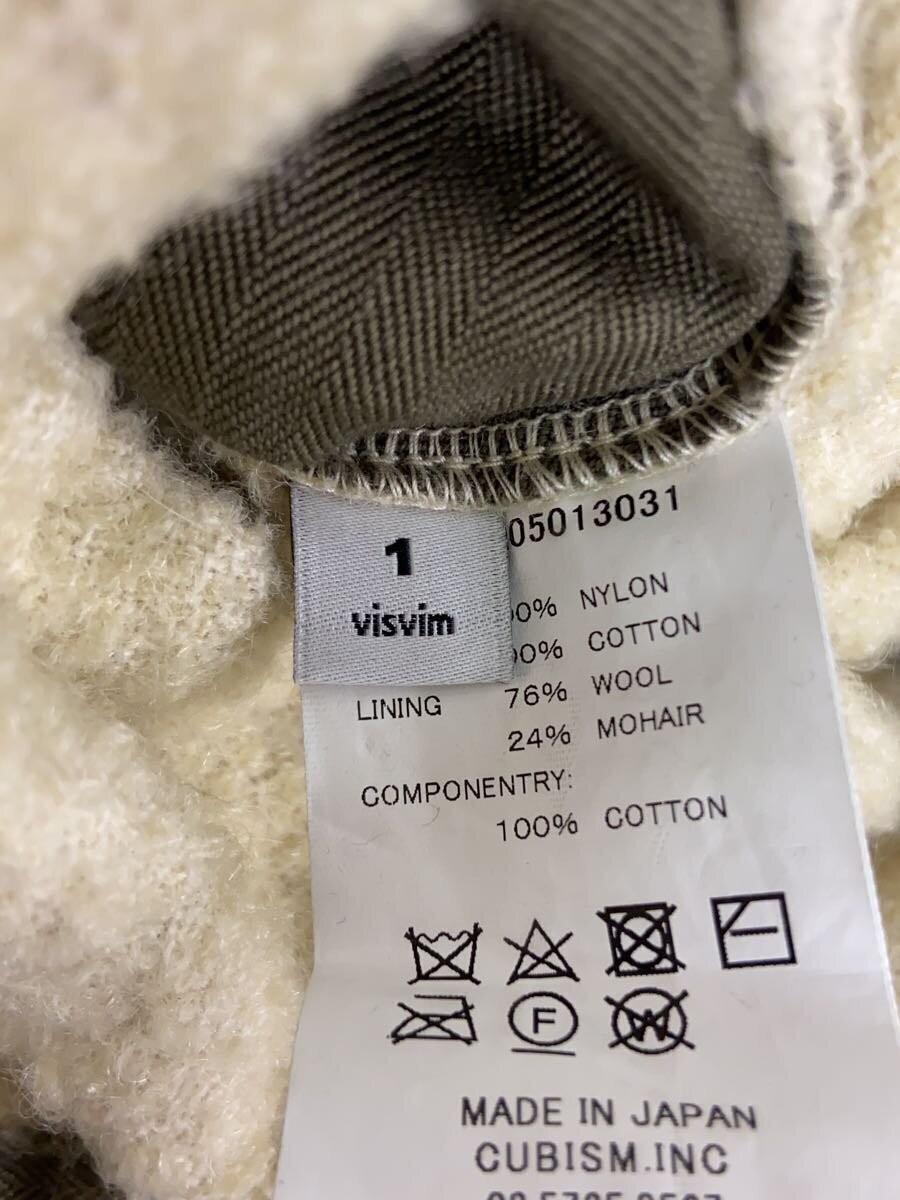 05013031
1
visvim
0% NYLON
00% COTTON
LINING 76% WOOL
24% MOHAIR
COMPONENTRY:
100% COTTON
F
W
MADE IN JAPAN
CUBISM.INC